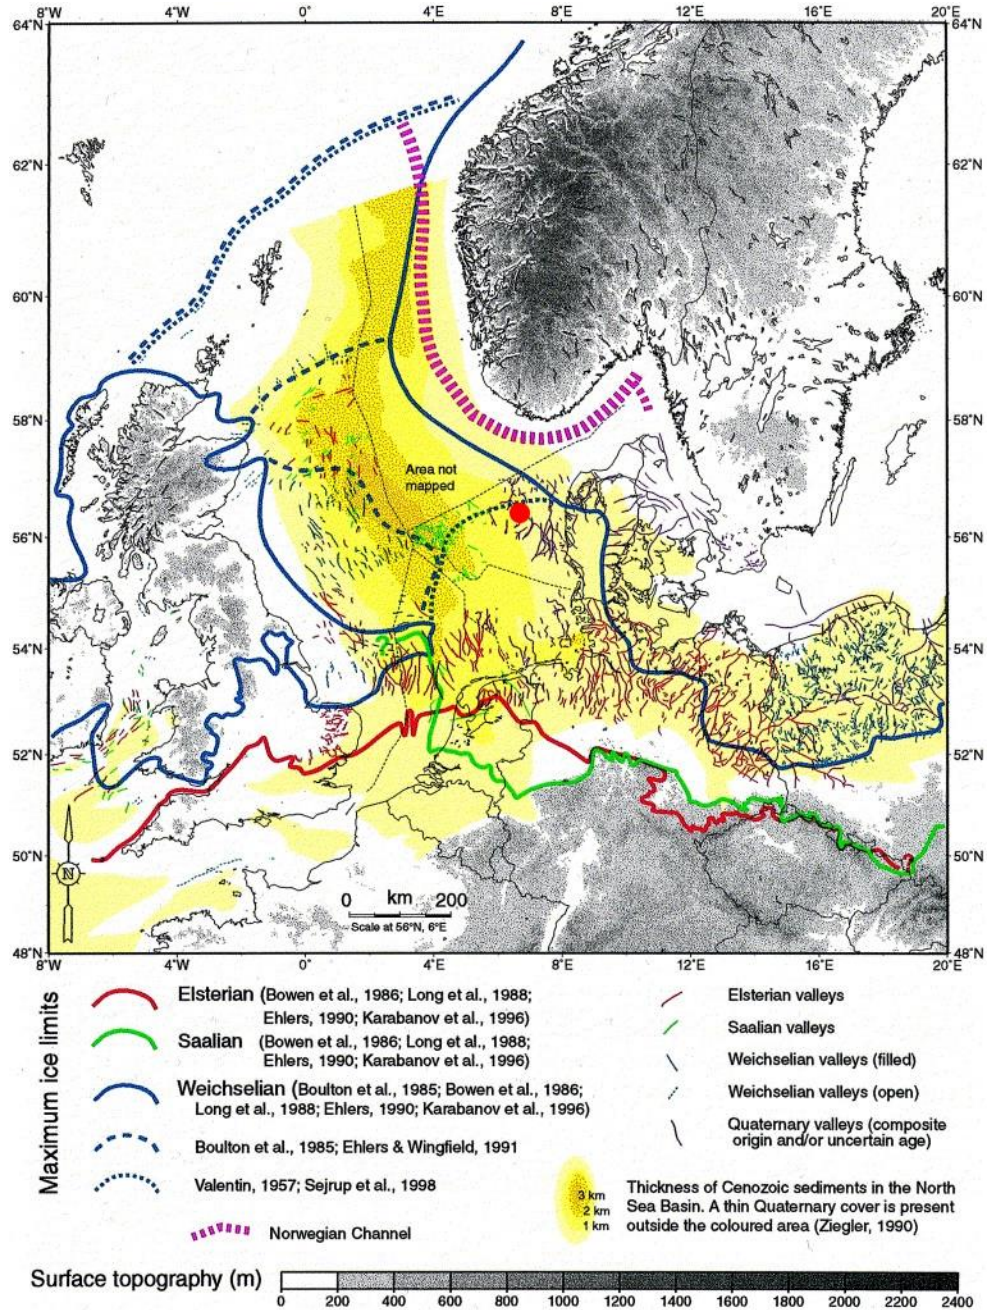 8°W 4°W 0° 4°E 8°E 12°E 16°E 20°E
64°N 64°N
62°N 62°N
60°N 60°N
58°N 58°N
Area not
mapped
56°N 56°N
54°N 54°N
?
52°N 52°N
50°N 50°N
N
0 km 200
Scale at 56°N, 6°E
48°N 48°N
8°W 4°W 0° 4°E 8°E 12°E 16°E 20°E
Maximum ice limits
Elsterian (Bowen et al., 1986; Long et al., 1988;
Ehlers, 1990; Karabanov et al., 1996)
Saalian (Bowen et al., 1986; Long et al., 1988;
Ehlers, 1990; Karabanov et al., 1996)
Weichselian (Boulton et al., 1985; Bowen et al., 1986;
Long et al., 1988; Ehlers, 1990; Karabanov et al., 1996)
Boulton et al., 1985; Ehlers & Wingfield, 1991
Valentin, 1957; Sejrup et al., 1998
Norwegian Channel
Elsterian valleys
Saalian valleys
Weichselian valleys (filled)
Weichselian valleys (open)
Quaternary valleys (composite
origin and/or uncertain age)
3 km
2 km
1 km
Thickness of Cenozoic sediments in the North
Sea Basin. A thin Quaternary cover is present
outside the coloured area (Ziegler, 1990)
Surface topography (m)
0 200 400 600 800 1000 1200 1400 1600 2000 2200 2400